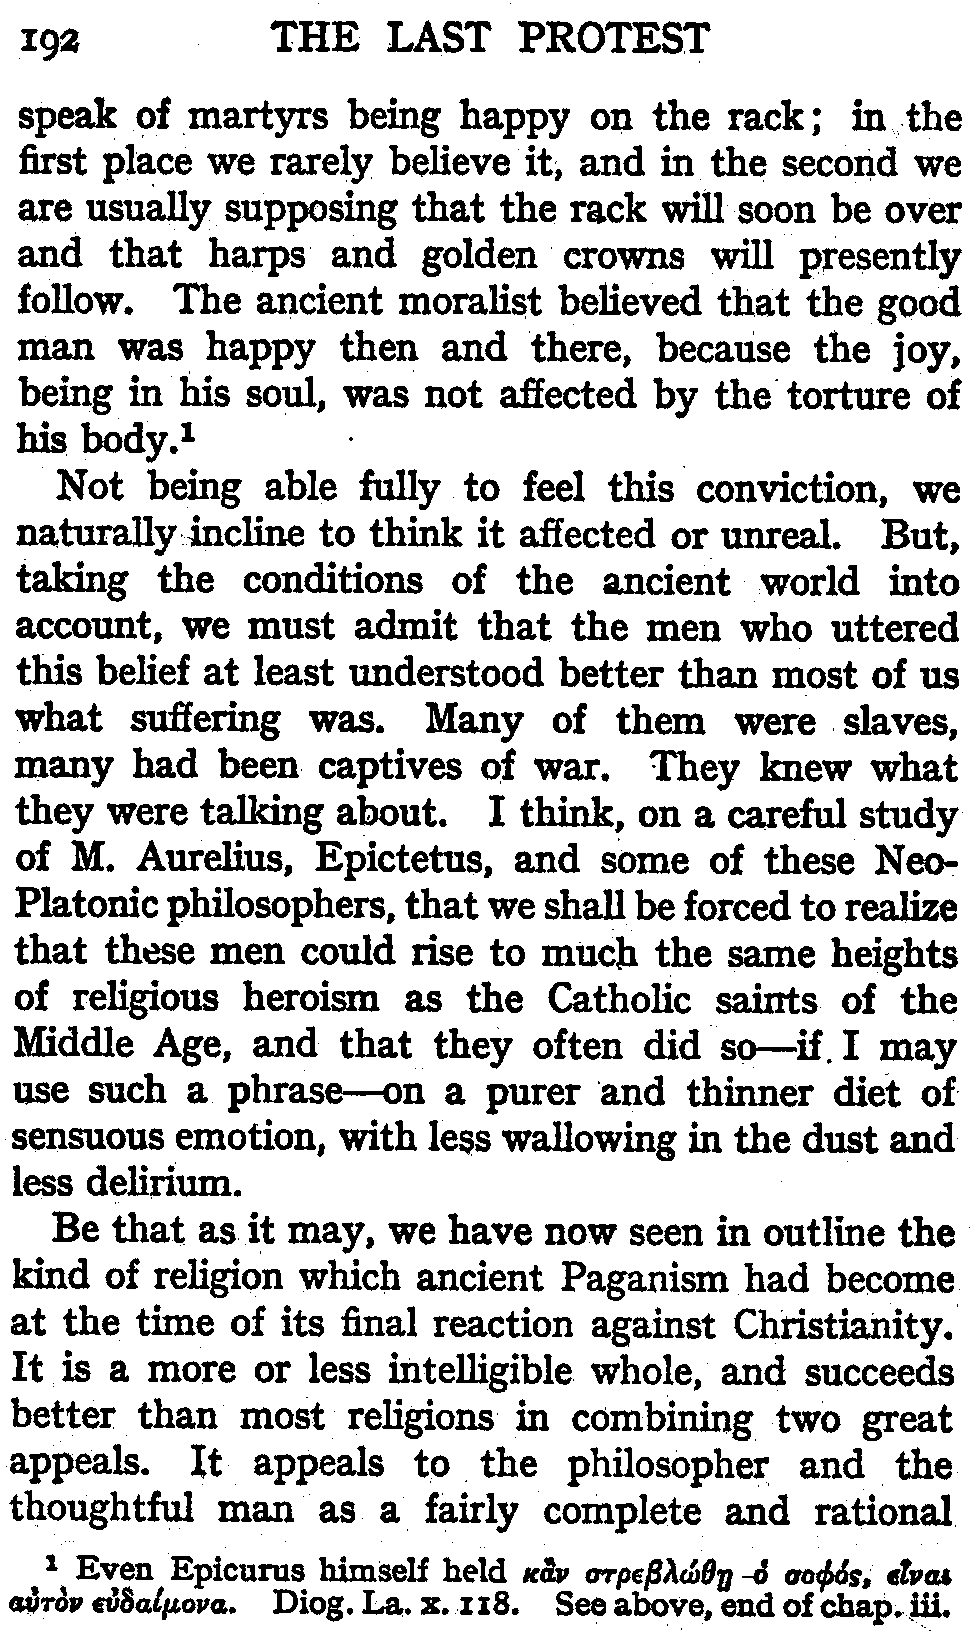 192 THE LAST PROTEST
speak of martyrs being happy on the rack; in the
first place we rarely believe it, and in the second we
are usually supposing that the rack will soon be over
and that harps and golden crowns will presently
follow. The ancient moralist believed that the good
man was happy then and there, because the joy,
being in his soul, was not affected by the torture of
his body.¹
Not being able fully to feel this conviction, we
naturally incline to think it affected or unreal. But,
taking the conditions of the ancient world into
account, we must admit that the men who uttered
this belief at least understood better than most of us
what suffering was. Many of them were slaves,
many had been captives of war. They knew what
they were talking about. I think, on a careful study
of M. Aurelius, Epictetus, and some of these Neo-
Platonic philosophers, that we shall be forced to realize
that these men could rise to much the same heights
of religious heroism as the Catholic saints of the
Middle Age, and that they often did so—if I may
use such a phrase—on a purer and thinner diet of
sensuous emotion, with less wallowing in the dust and
less delirium.
Be that as it may, we have now seen in outline the
kind of religion which ancient Paganism had become
at the time of its final reaction against Christianity.
It is a more or less intelligible whole, and succeeds
better than most religions in combining two great
appeals. It appeals to the philosopher and the
thoughtful man as a fairly complete and rational
¹ Even Epicurus himself held κἂν στρεβλώθῃ ὁ σοφός, εἶναι
αὐτὸν εὐδαίμονα. Diog. La. x. 118. See above, end of chap. iii.